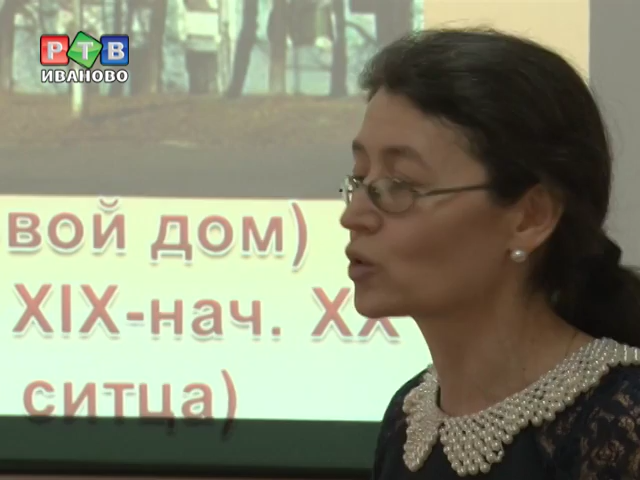 РТВ
ИВАНОВО
вой дом)
XIX-нач. XX
ситца)